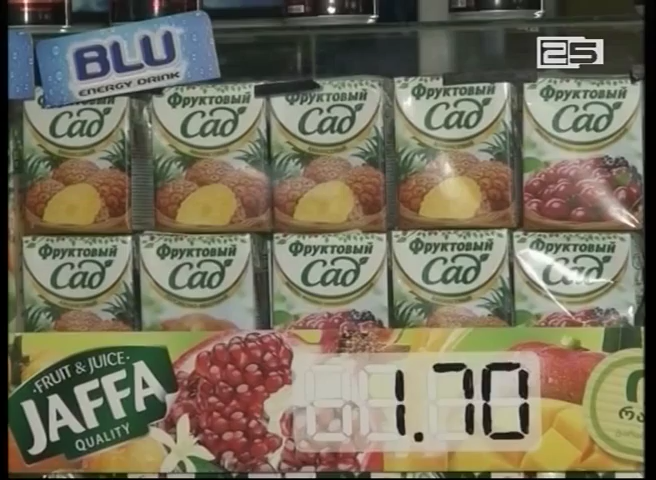 25
BLU
ENERGY DRINK
Фруктовый
Сад
Фруктовый
Сад
Фруктовый
Сад
Фруктовый
Сад
Фруктовый
Сад
Фруктовый
Сад
Фруктовый
Сад
Фруктовый
Сад
Фруктовый
Сад
Фруктовый
Сад
·FRUIT & JUICE·
JAFFA
QUALITY
1.70